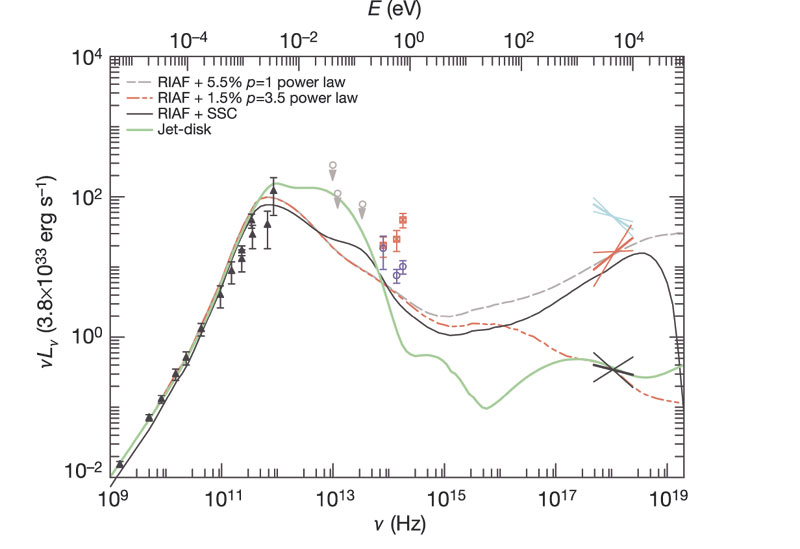 E (eV)
10⁻⁴ 10⁻² 10⁰ 10² 10⁴
10⁴
RIAF + 5.5% p=1 power law
RIAF + 1.5% p=3.5 power law
RIAF + SSC
Jet-disk
10²
νLᵥ (3.8×10³³ erg s⁻¹)
10⁰
10⁻²
10⁹ 10¹¹ 10¹³ 10¹⁵ 10¹⁷ 10¹⁹
ν (Hz)